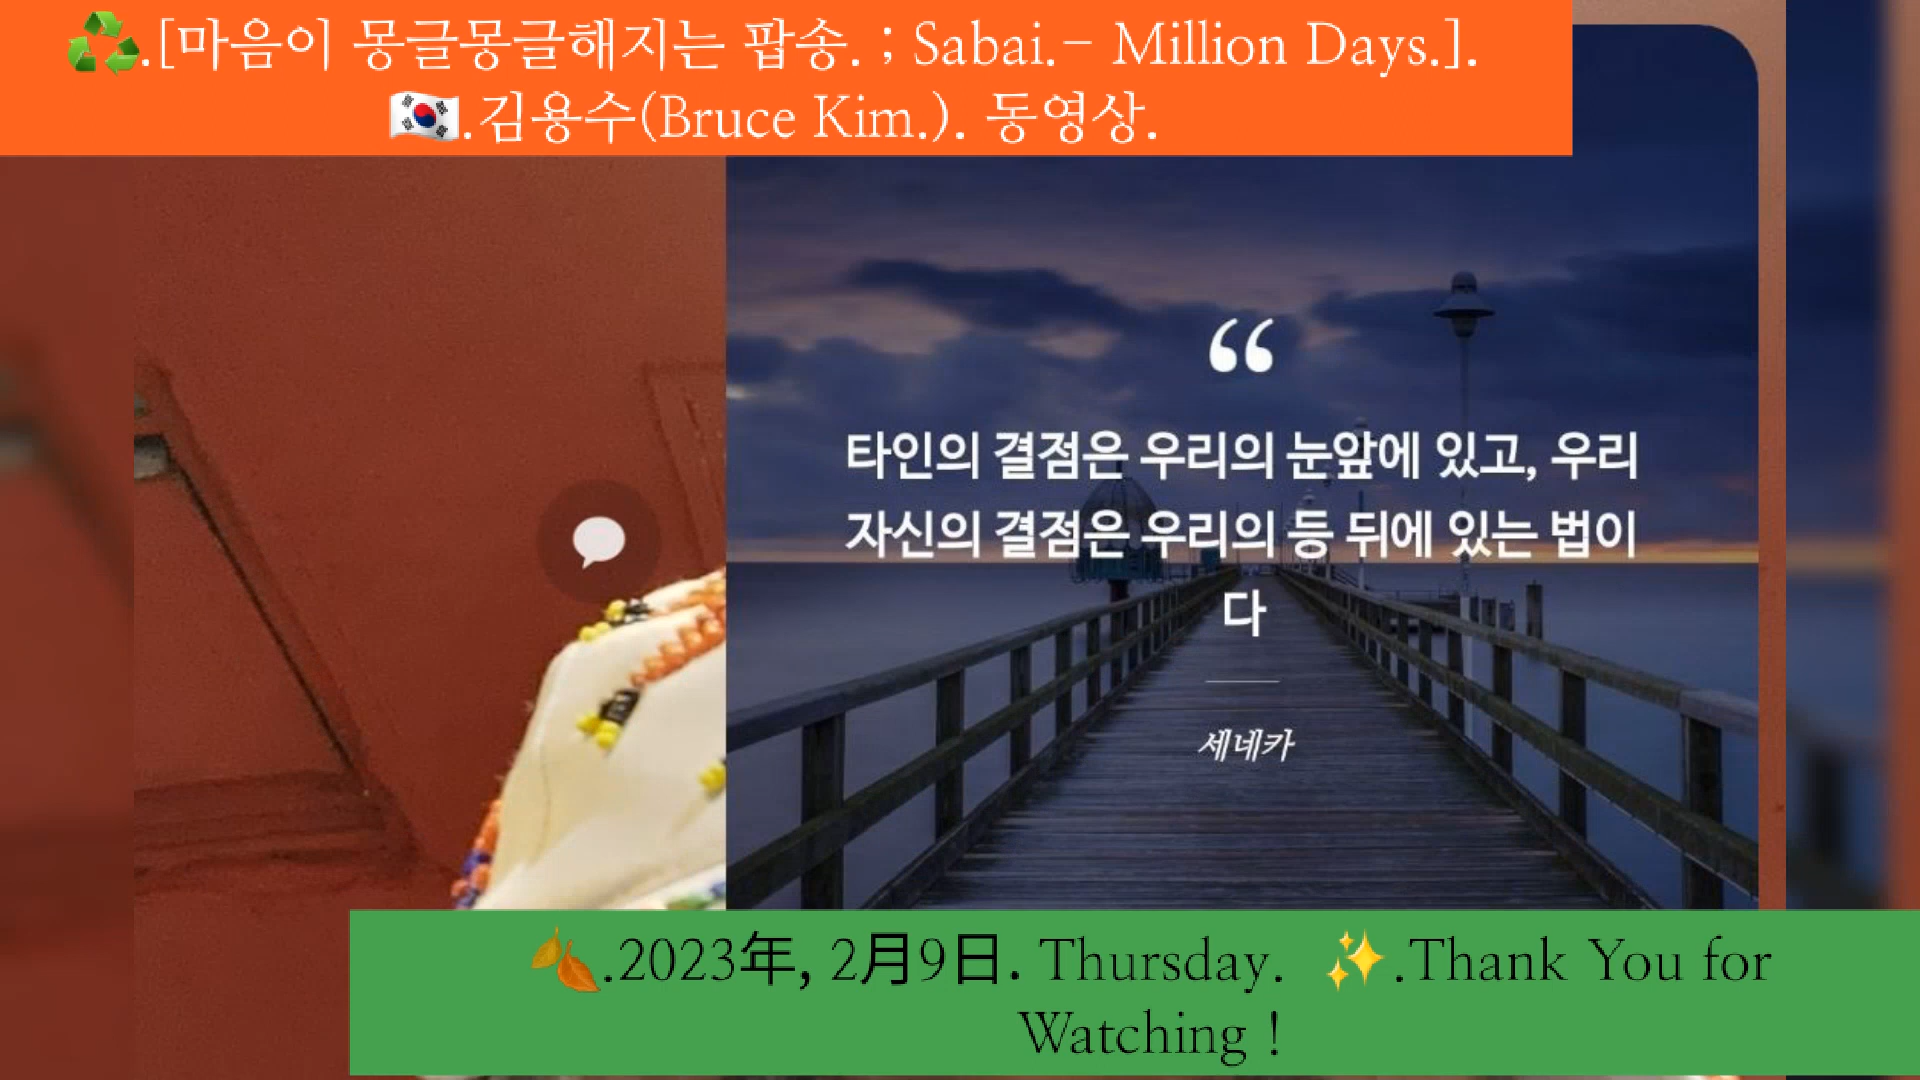 ♻️.[마음이 몽글몽글해지는 팝송. ; Sabai.- Million Days.].
🇰🇷.김용수(Bruce Kim.). 동영상.
“
타인의 결점은 우리의 눈앞에 있고, 우리
자신의 결점은 우리의 등 뒤에 있는 법이
다
세네카
🍂.2023年, 2月9日. Thursday. ✨.Thank You for
Watching !